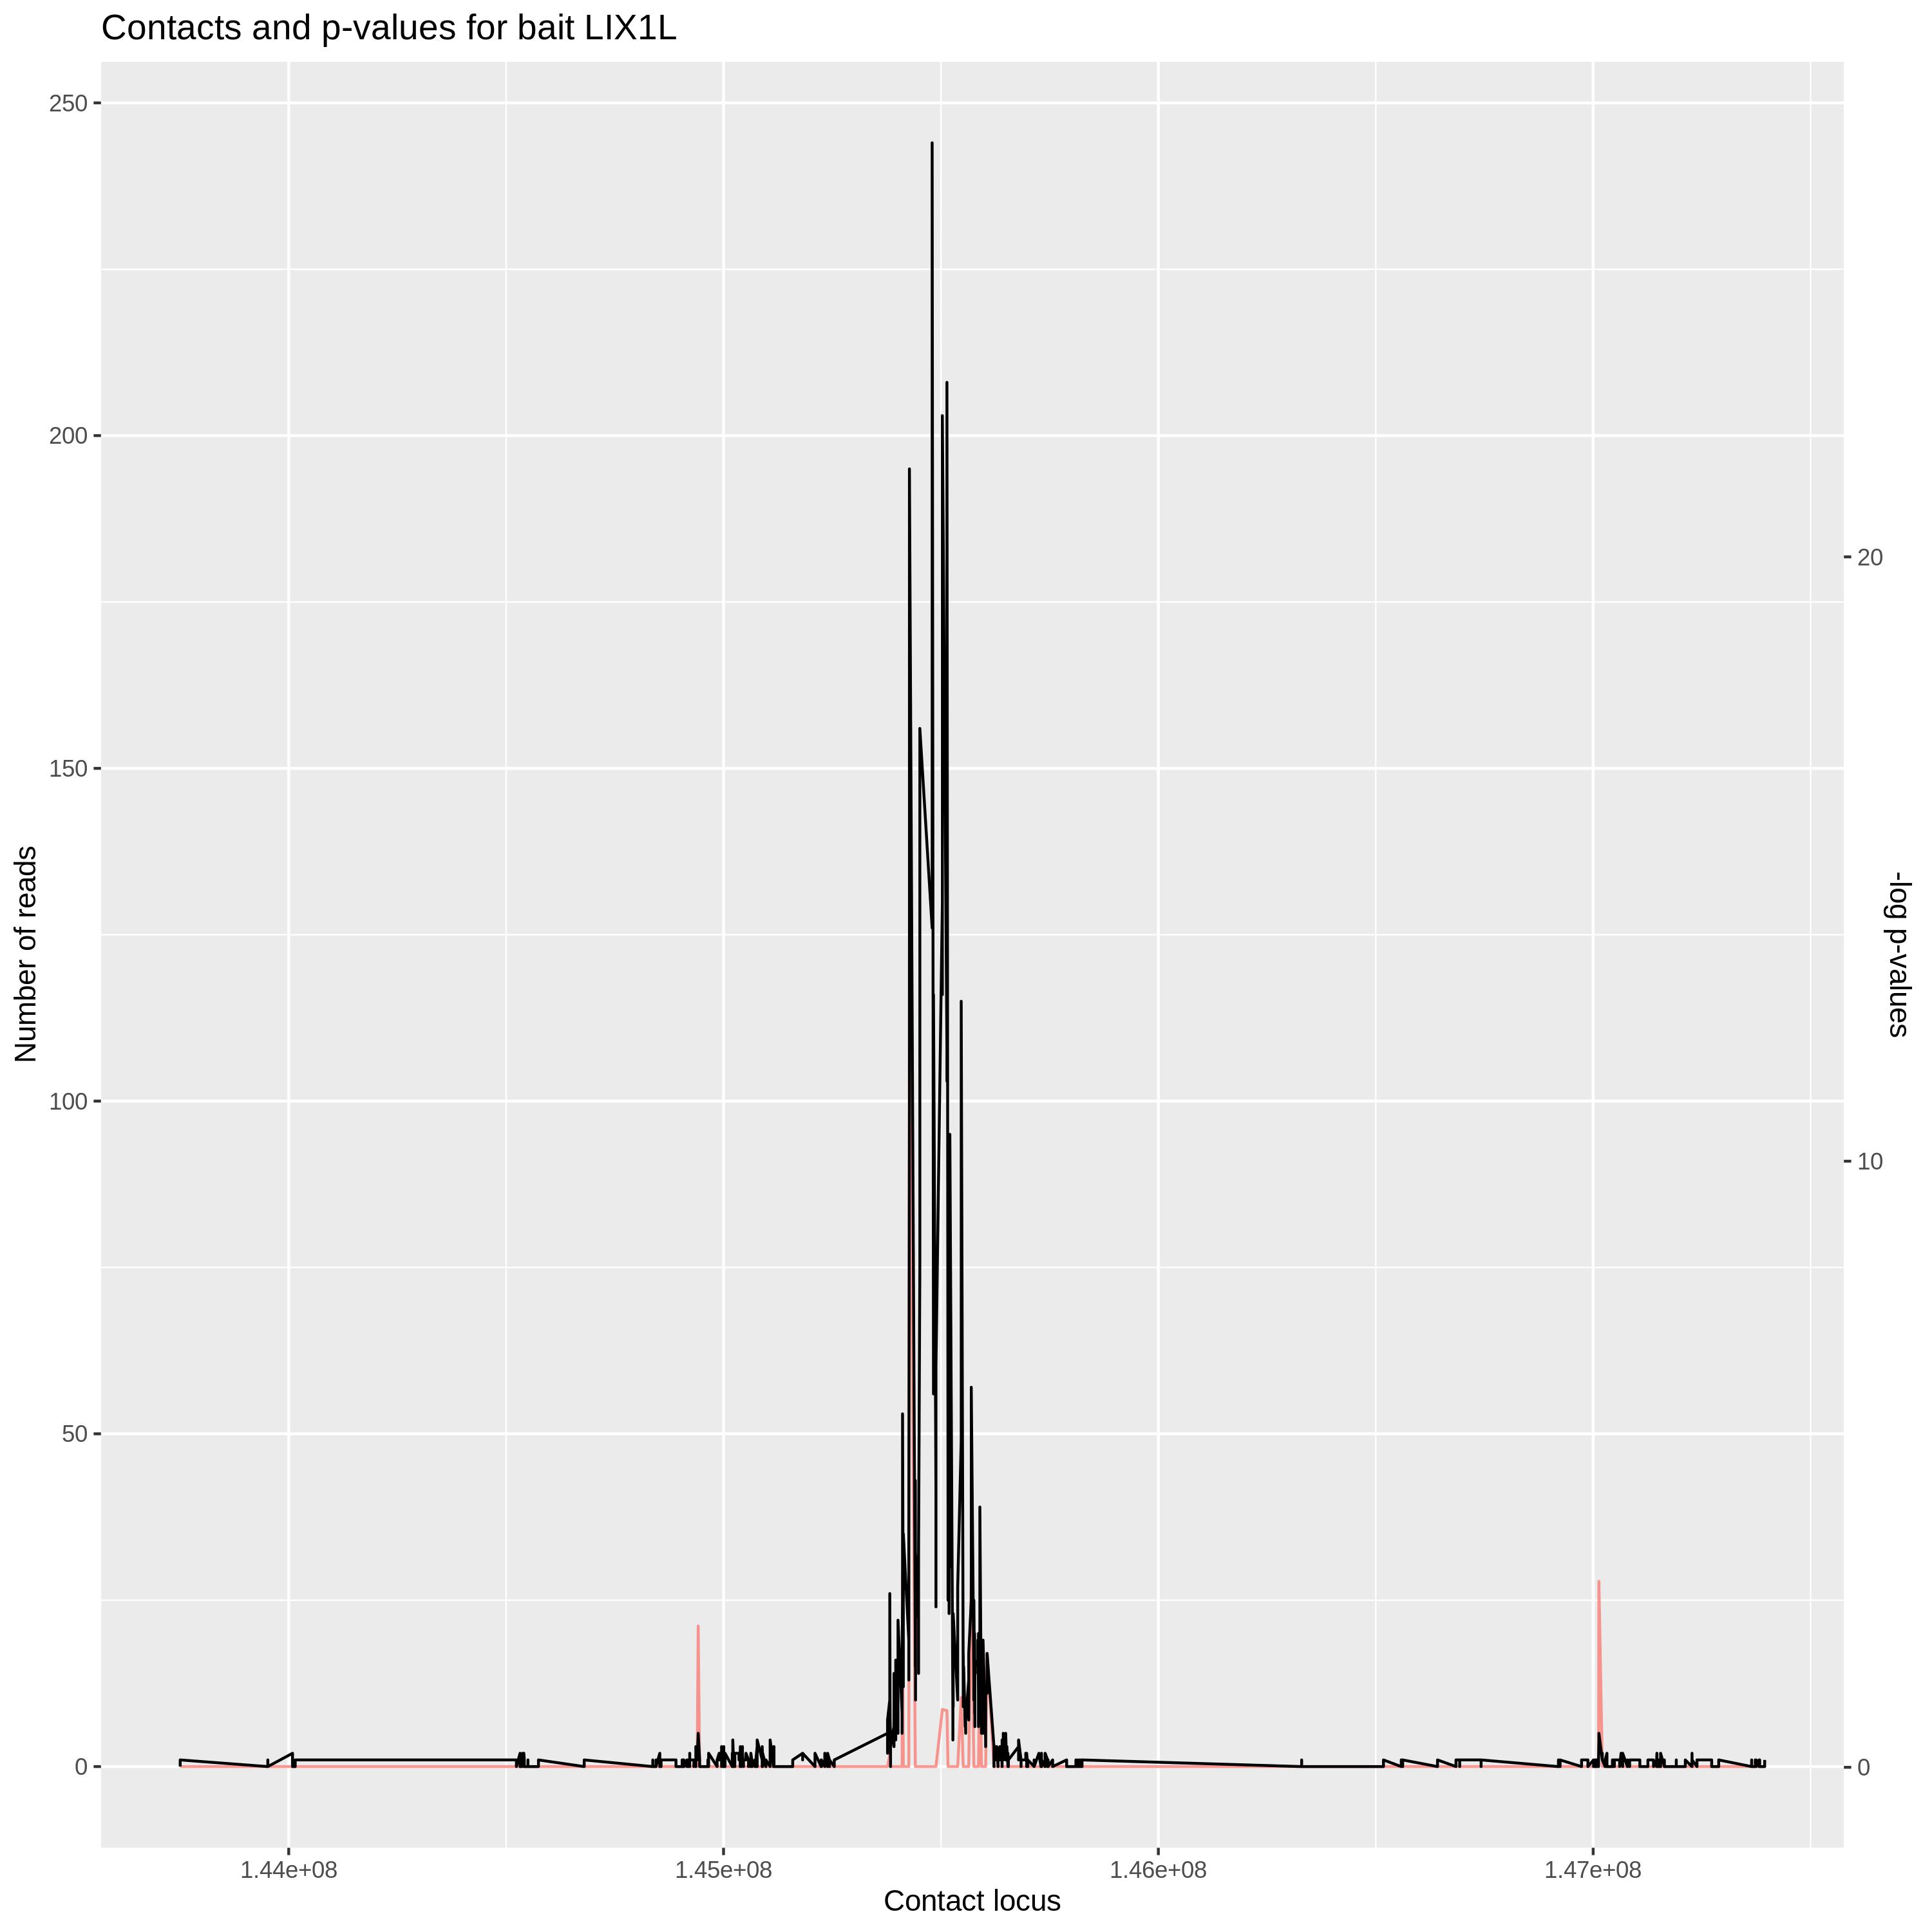 Contacts and p-values for bait LIX1L
250
200
150
100
50
0
Number of reads
20
10
0
-log p-values
1.44e+08
1.45e+08
1.46e+08
1.47e+08
Contact locus